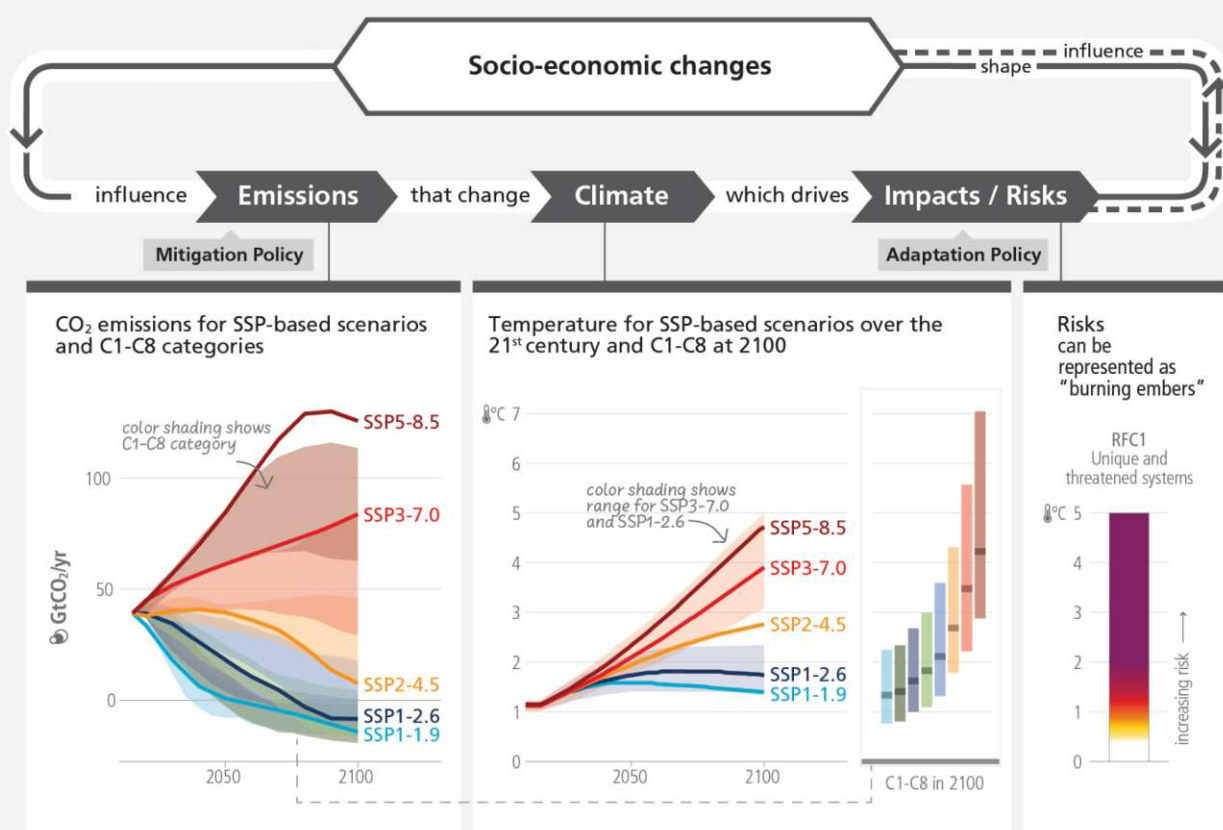 Socio-economic changes
influence
shape
influence
Emissions
that change
Climate
which drives
Impacts / Risks
Mitigation Policy
Adaptation Policy
CO₂ emissions for SSP-based scenarios
and C1-C8 categories
color shading shows
C1-C8 category
GtCO₂/yr
100
50
0
2050
2100
SSP5-8.5
SSP3-7.0
SSP2-4.5
SSP1-2.6
SSP1-1.9
Temperature for SSP-based scenarios over the
21ˢᵗ century and C1-C8 at 2100
°C 7
6
5
4
3
2
1
0
color shading shows
range for SSP3-7.0
and SSP1-2.6
SSP5-8.5
SSP3-7.0
SSP2-4.5
SSP1-2.6
SSP1-1.9
2050
2100
C1-C8 in 2100
Risks
can be
represented as
“burning embers”
RFC1
Unique and
threatened systems
°C 5
4
3
2
1
0
increasing risk